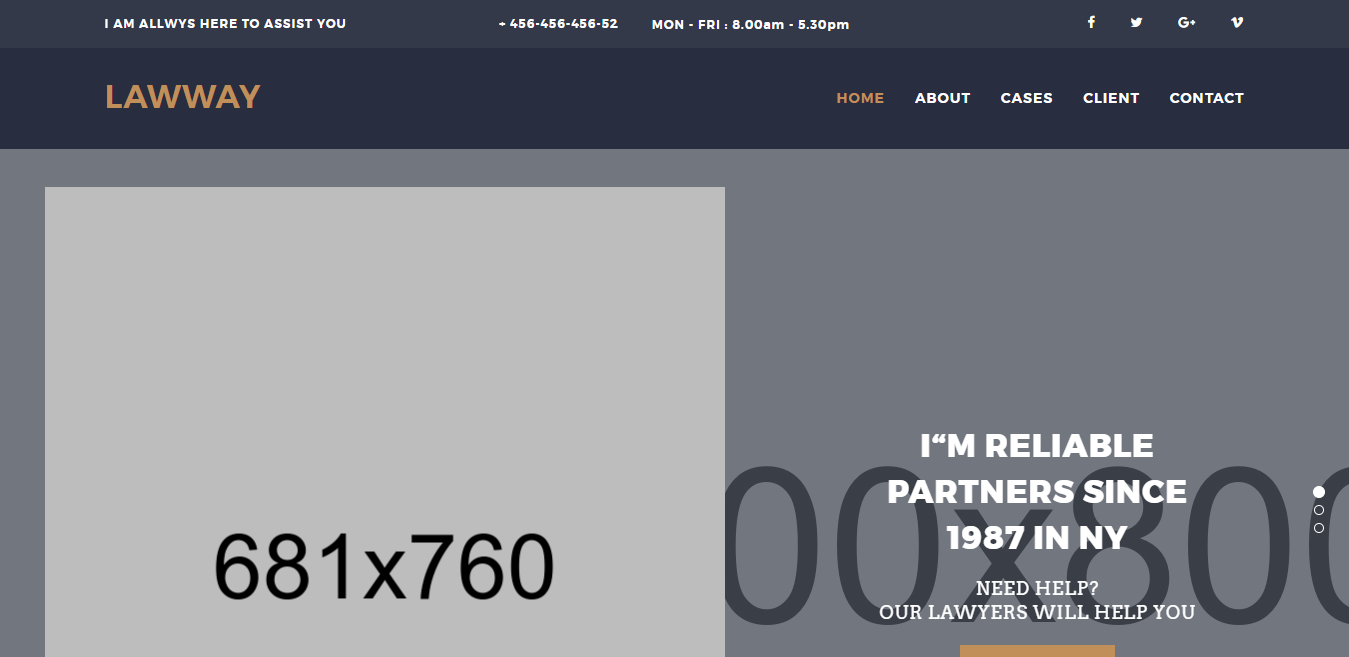 I AM ALLWYS HERE TO ASSIST YOU
+ 456-456-456-52
MON - FRI : 8.00am - 5.30pm
LAWWAY
HOME ABOUT CASES CLIENT CONTACT
681x760
00x800
I“M RELIABLE
PARTNERS SINCE
1987 IN NY
NEED HELP?
OUR LAWYERS WILL HELP YOU